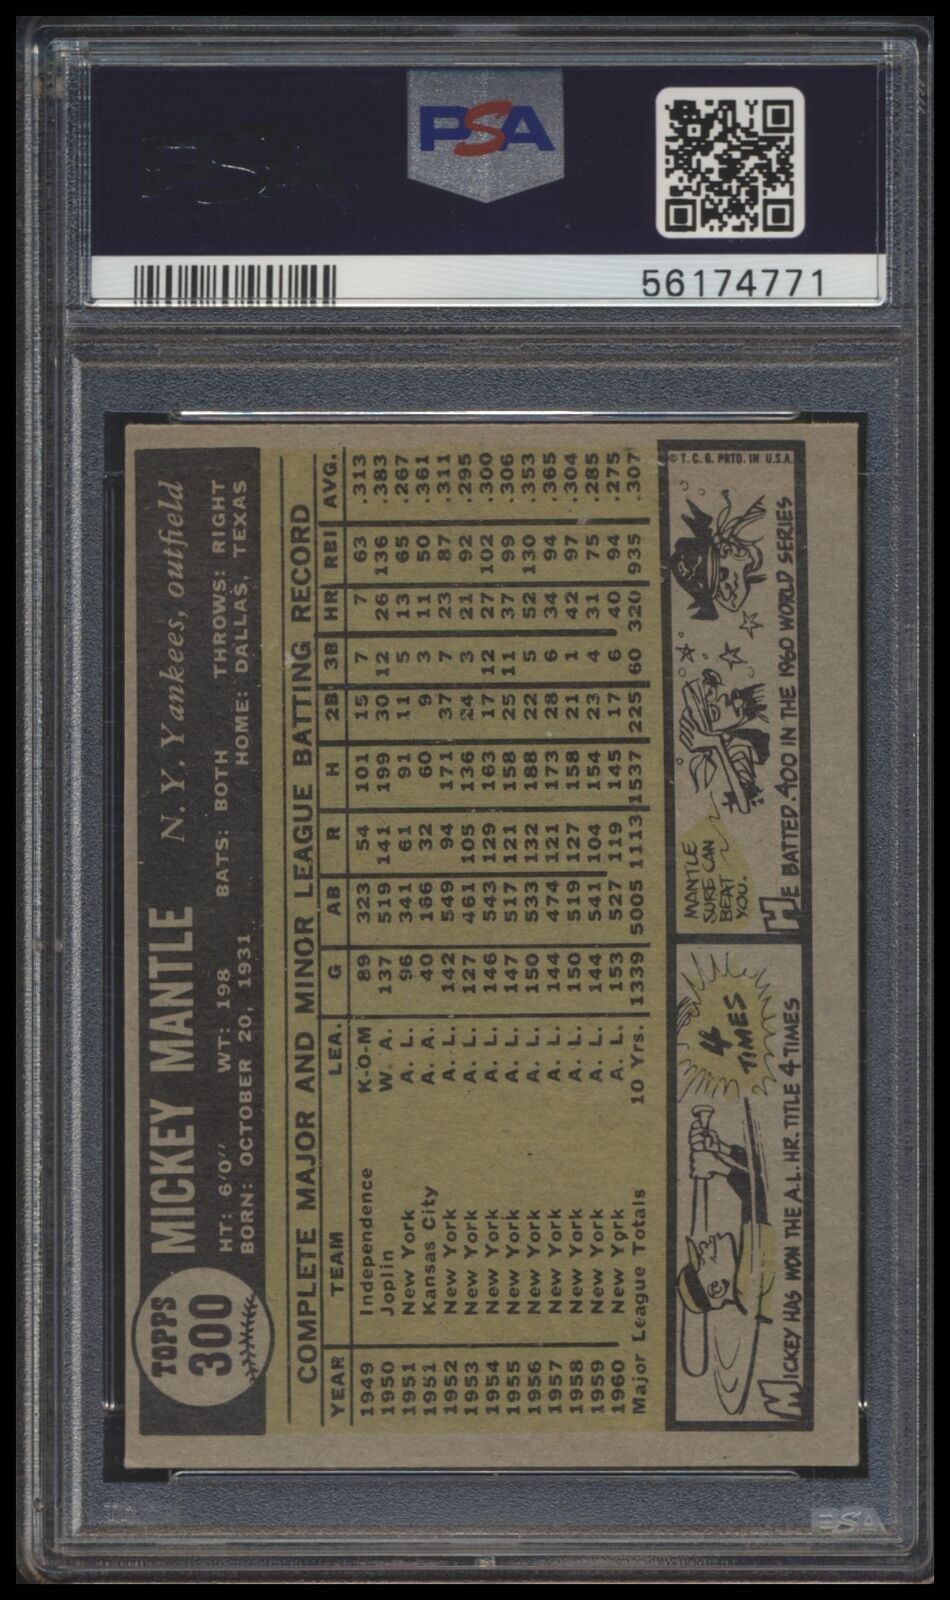 PSA
PSA
56174771
TOPPS
300
MICKEY MANTLE N. Y. Yankees, outfield
HT: 6'0" WT: 198 BATS: BOTH THROWS: RIGHT
BORN: OCTOBER 20, 1931 HOME: DALLAS, TEXAS
COMPLETE MAJOR AND MINOR LEAGUE BATTING RECORD
YEAR TEAM LEA. G AB R H 2B 3B HR RBI AVG.
1949 Independence K-O-M 89 323 54 101 15 7 7 63 .313
1950 Joplin W. A. 137 519 141 199 30 12 26 136 .383
1951 New York A. L. 96 341 61 91 11 5 13 65 .267
1951 Kansas City A. A. 40 166 32 60 9 3 11 50 .361
1952 New York A. L. 142 549 94 171 37 7 23 87 .311
1953 New York A. L. 127 461 105 136 24 3 21 92 .295
1954 New York A. L. 146 543 129 163 17 12 27 102 .300
1955 New York A. L. 147 517 121 158 25 11 37 99 .306
1956 New York A. L. 150 533 132 188 22 5 52 130 .353
1957 New York A. L. 144 474 121 173 28 6 34 94 .365
1958 New York A. L. 150 519 127 158 21 1 42 97 .304
1959 New York A. L. 144 541 104 154 23 4 31 75 .285
1960 New York A. L. 153 527 119 145 17 6 40 94 .275
Major League Totals 10 Yrs. 1339 5005 1113 1537 225 60 320 935 .307
4
TIMES
MICKEY HAS WON THE A.L. HR. TITLE 4 TIMES
MANTLE
SURE CAN
BEAT
YOU.
HE BATTED .400 IN THE 1960 WORLD SERIES
© T. C. G. PRTD. IN U.S.A.
PSA